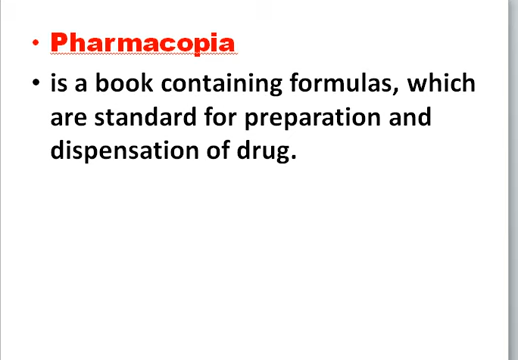 • Pharmacopia
• is a book containing formulas, which
are standard for preparation and
dispensation of drug.